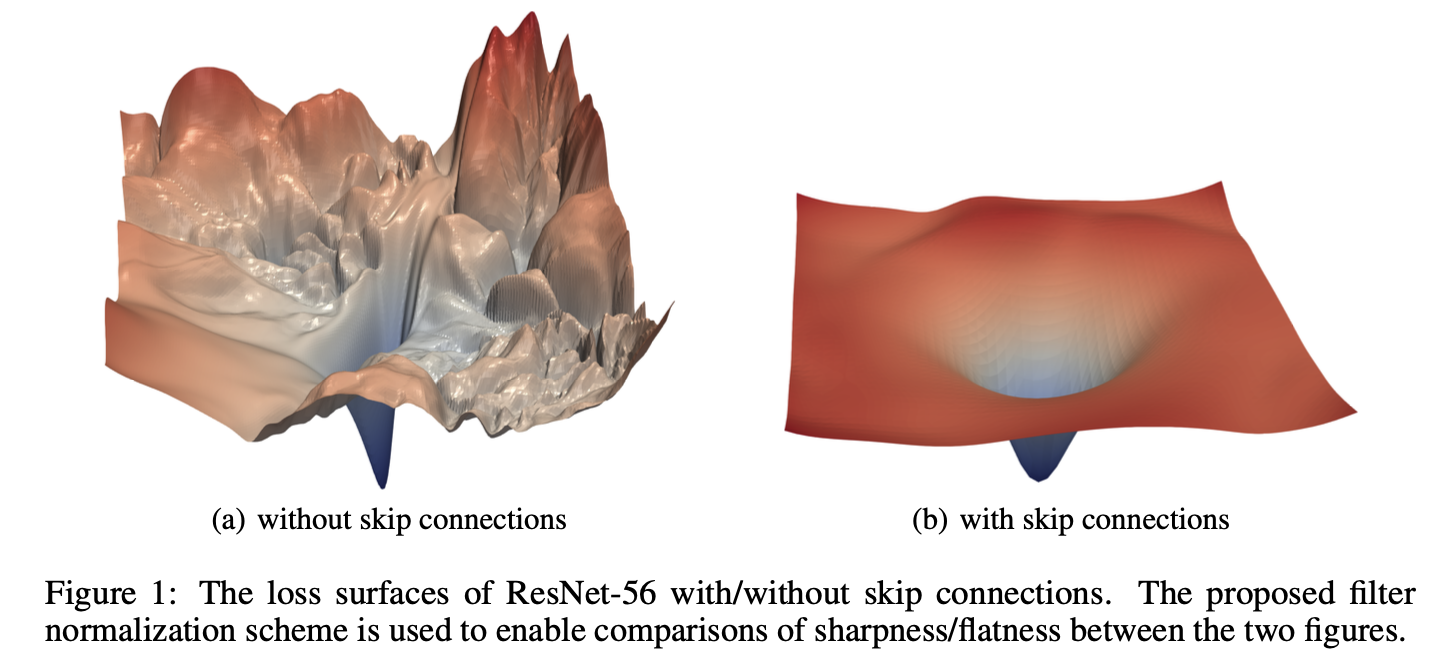 (a) without skip connections
(b) with skip connections
Figure 1: The loss surfaces of ResNet-56 with/without skip connections. The proposed filter
normalization scheme is used to enable comparisons of sharpness/flatness between the two figures.